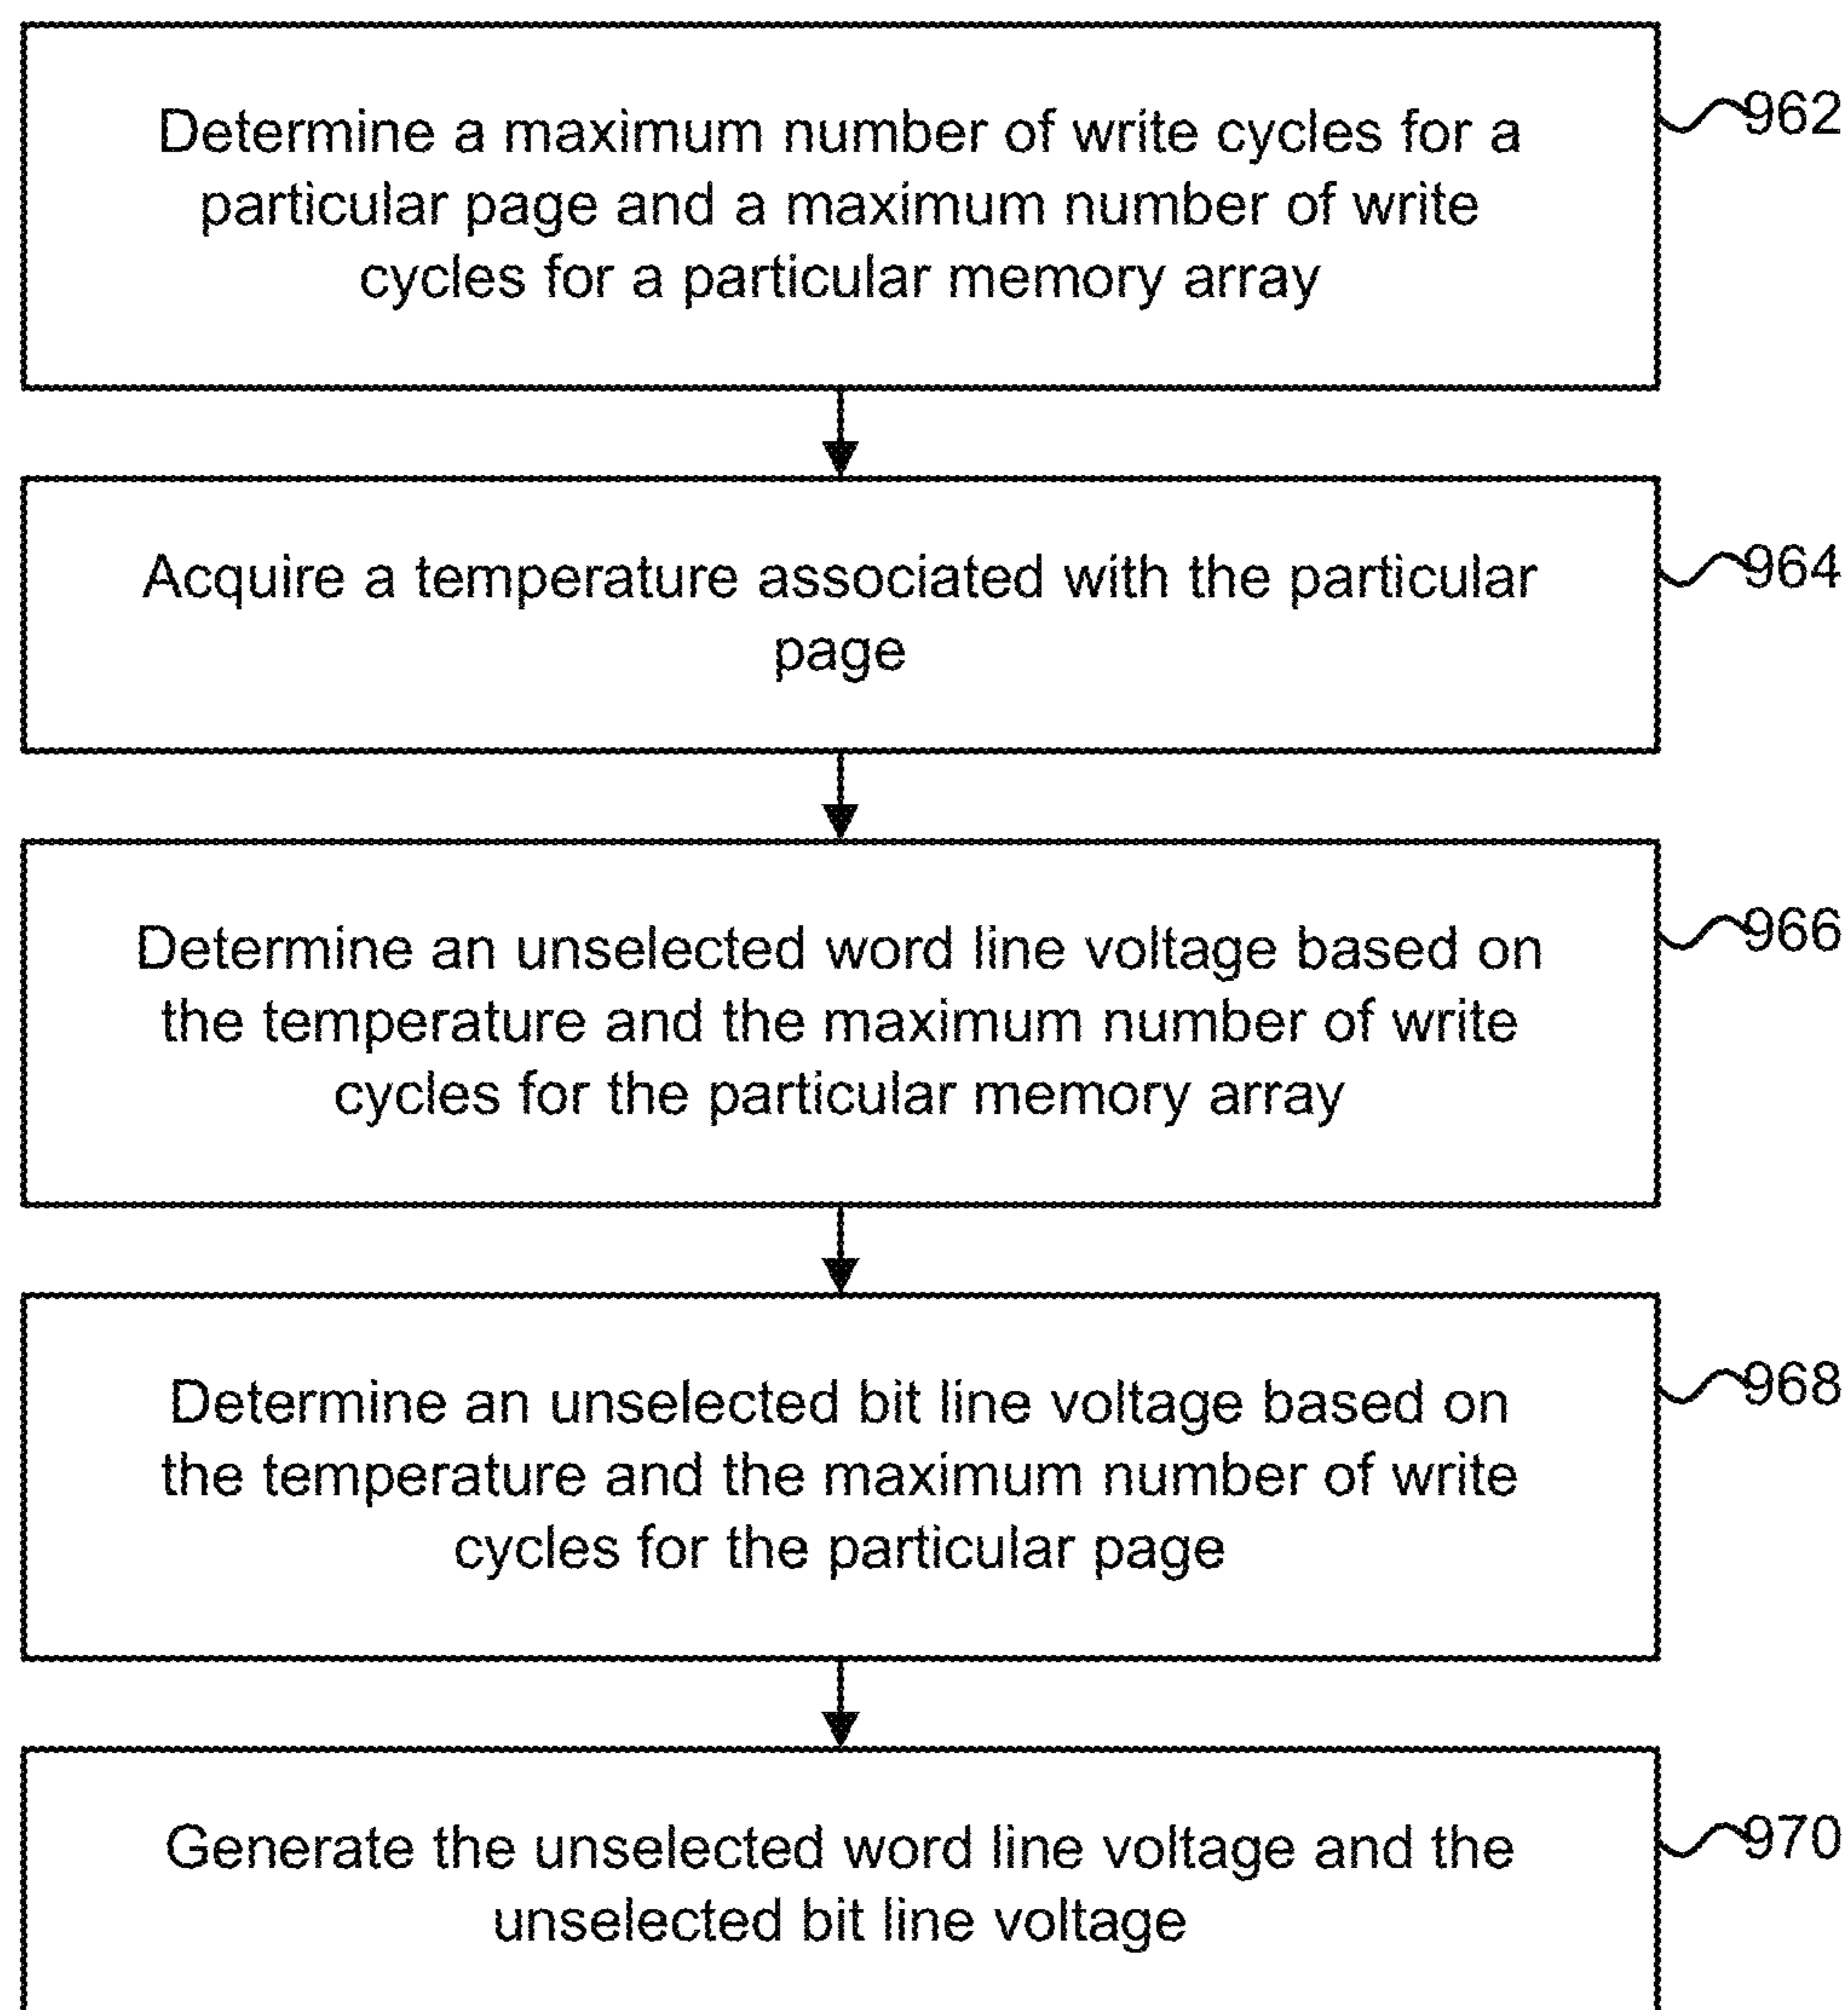 Determine a maximum number of write cycles for a
particular page and a maximum number of write
cycles for a particular memory array
962
Acquire a temperature associated with the particular
page
964
Determine an unselected word line voltage based on
the temperature and the maximum number of write
cycles for the particular memory array
966
Determine an unselected bit line voltage based on
the temperature and the maximum number of write
cycles for the particular page
968
Generate the unselected word line voltage and the
unselected bit line voltage
970